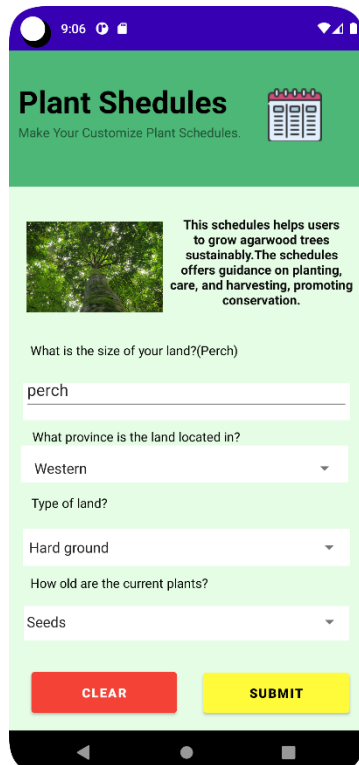 9:06
Plant Shedules
Make Your Customize Plant Schedules.
This schedules helps users
to grow agarwood trees
sustainably.The schedules
offers guidance on planting,
care, and harvesting, promoting
conservation.
What is the size of your land?(Perch)
perch
What province is the land located in?
Western
Type of land?
Hard ground
How old are the current plants?
Seeds
CLEAR
SUBMIT